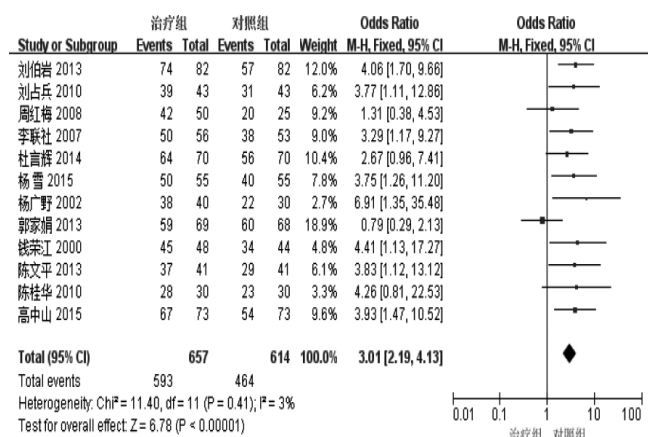 治疗组 对照组 Odds Ratio Odds Ratio
Study or Subgroup Events Total Events Total Weight M-H, Fixed, 95% CI M-H, Fixed, 95% CI
刘伯岩 2013 74 82 57 82 12.0% 4.06 [1.70, 9.66]
刘占兵 2010 39 43 31 43 6.1% 3.77 [1.11, 12.86]
周红梅 2008 42 50 20 25 9.1% 1.31 [0.38, 4.53]
李联社 2007 50 56 38 53 8.9% 3.29 [1.17, 9.27]
杜言辉 2014 64 70 56 70 10.4% 2.67 [0.96, 7.41]
杨 雪 2015 50 55 40 55 7.8% 3.75 [1.26, 11.20]
杨广野 2002 38 40 22 30 2.8% 6.91 [1.35, 35.48]
郭家娟 2013 59 69 60 68 18.9% 0.79 [0.29, 2.13]
钱荣江 2000 45 48 34 44 4.9% 4.41 [1.13, 17.27]
陈文平 2013 37 41 29 41 6.1% 3.83 [1.12, 13.12]
陈桂华 2010 28 30 23 30 3.3% 4.26 [0.81, 22.53]
高中山 2015 67 73 54 73 9.6% 3.93 [1.47, 10.52]
Total (95% CI) 657 614 100.0% 3.01 [2.19, 4.13]
Total events 593 464
Heterogeneity: Chi² = 11.40, df = 11 (P = 0.41); I² = 3%
Test for overall effect: Z = 6.78 (P < 0.00001)
0.01 0.1 1 10 100
治疗组 对照组